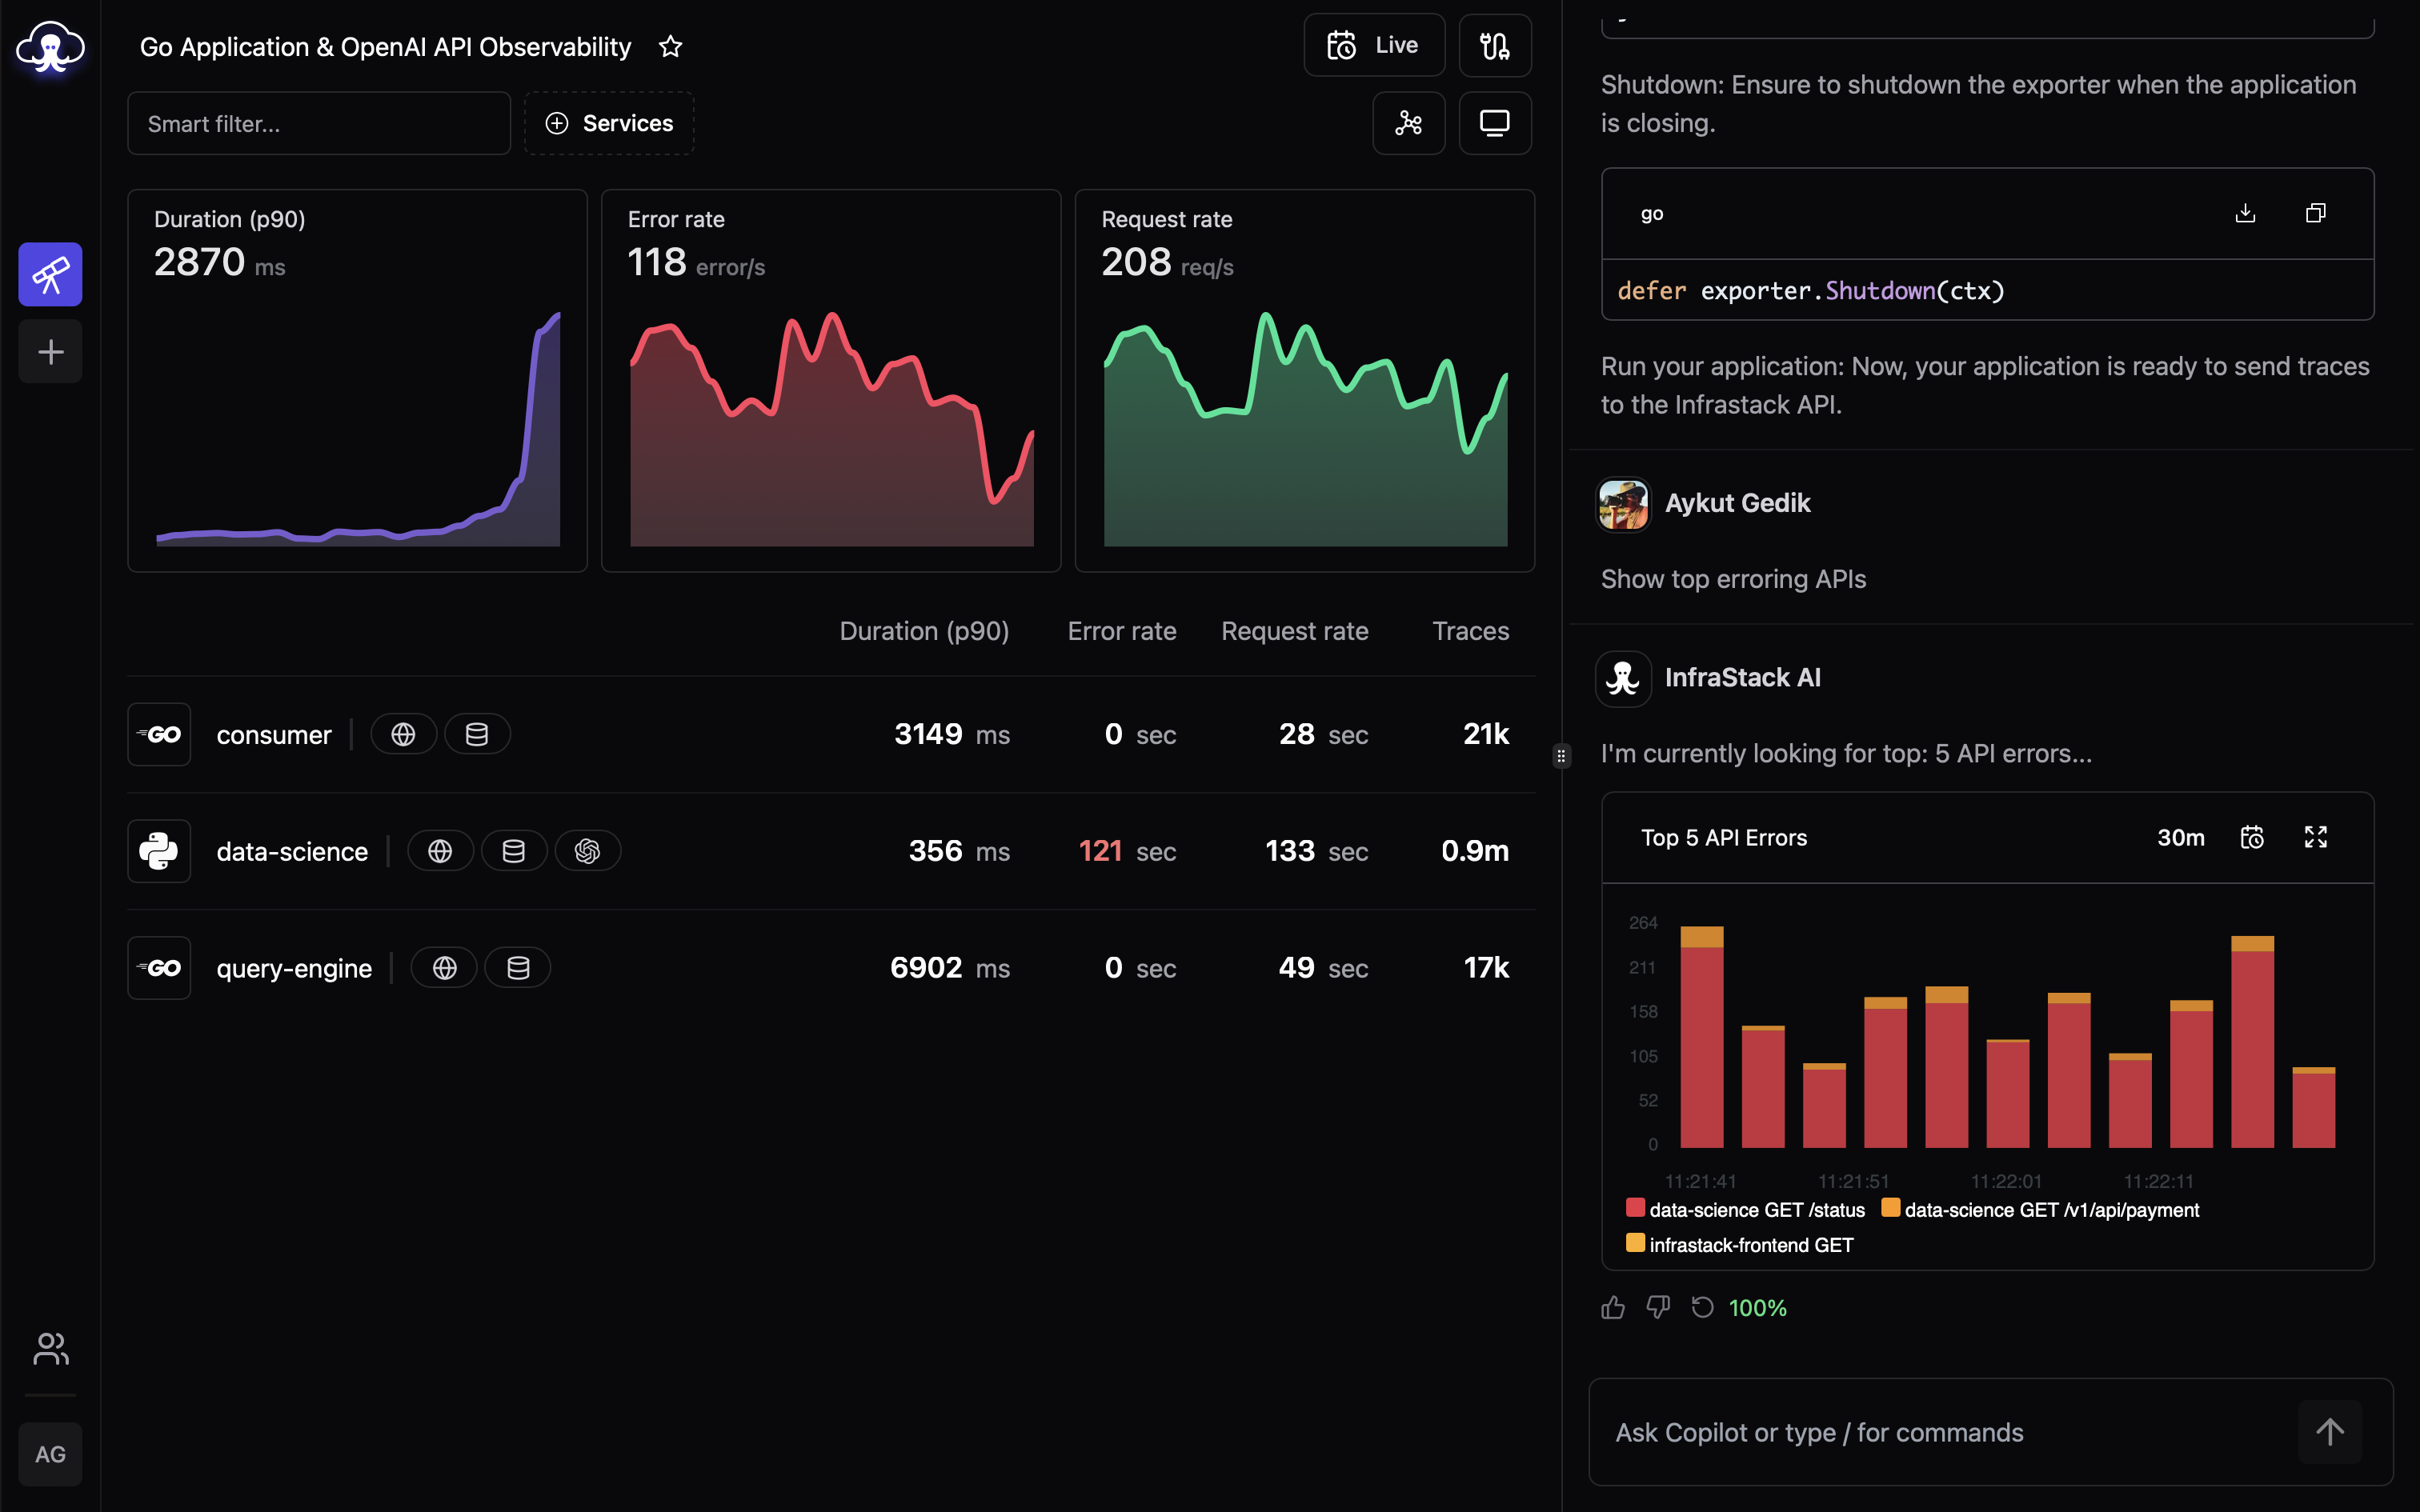 Go Application & OpenAI API Observability
Live
Smart filter...
Services
Duration (p90)
2870 ms
Error rate
118 error/s
Request rate
208 req/s
Duration (p90) Error rate Request rate Traces
GO consumer 3149 ms 0 sec 28 sec 21k
data-science 356 ms 121 sec 133 sec 0.9m
GO query-engine 6902 ms 0 sec 49 sec 17k
AG
Shutdown: Ensure to shutdown the exporter when the application
is closing.
go
defer exporter.Shutdown(ctx)
Run your application: Now, your application is ready to send traces
to the Infrastack API.
Aykut Gedik
Show top erroring APIs
InfraStack AI
I'm currently looking for top: 5 API errors...
Top 5 API Errors 30m
264
211
158
105
52
0
11:21:41 11:21:51 11:22:01 11:22:11
data-science GET /status data-science GET /v1/api/payment
infrastack-frontend GET
100%
Ask Copilot or type / for commands